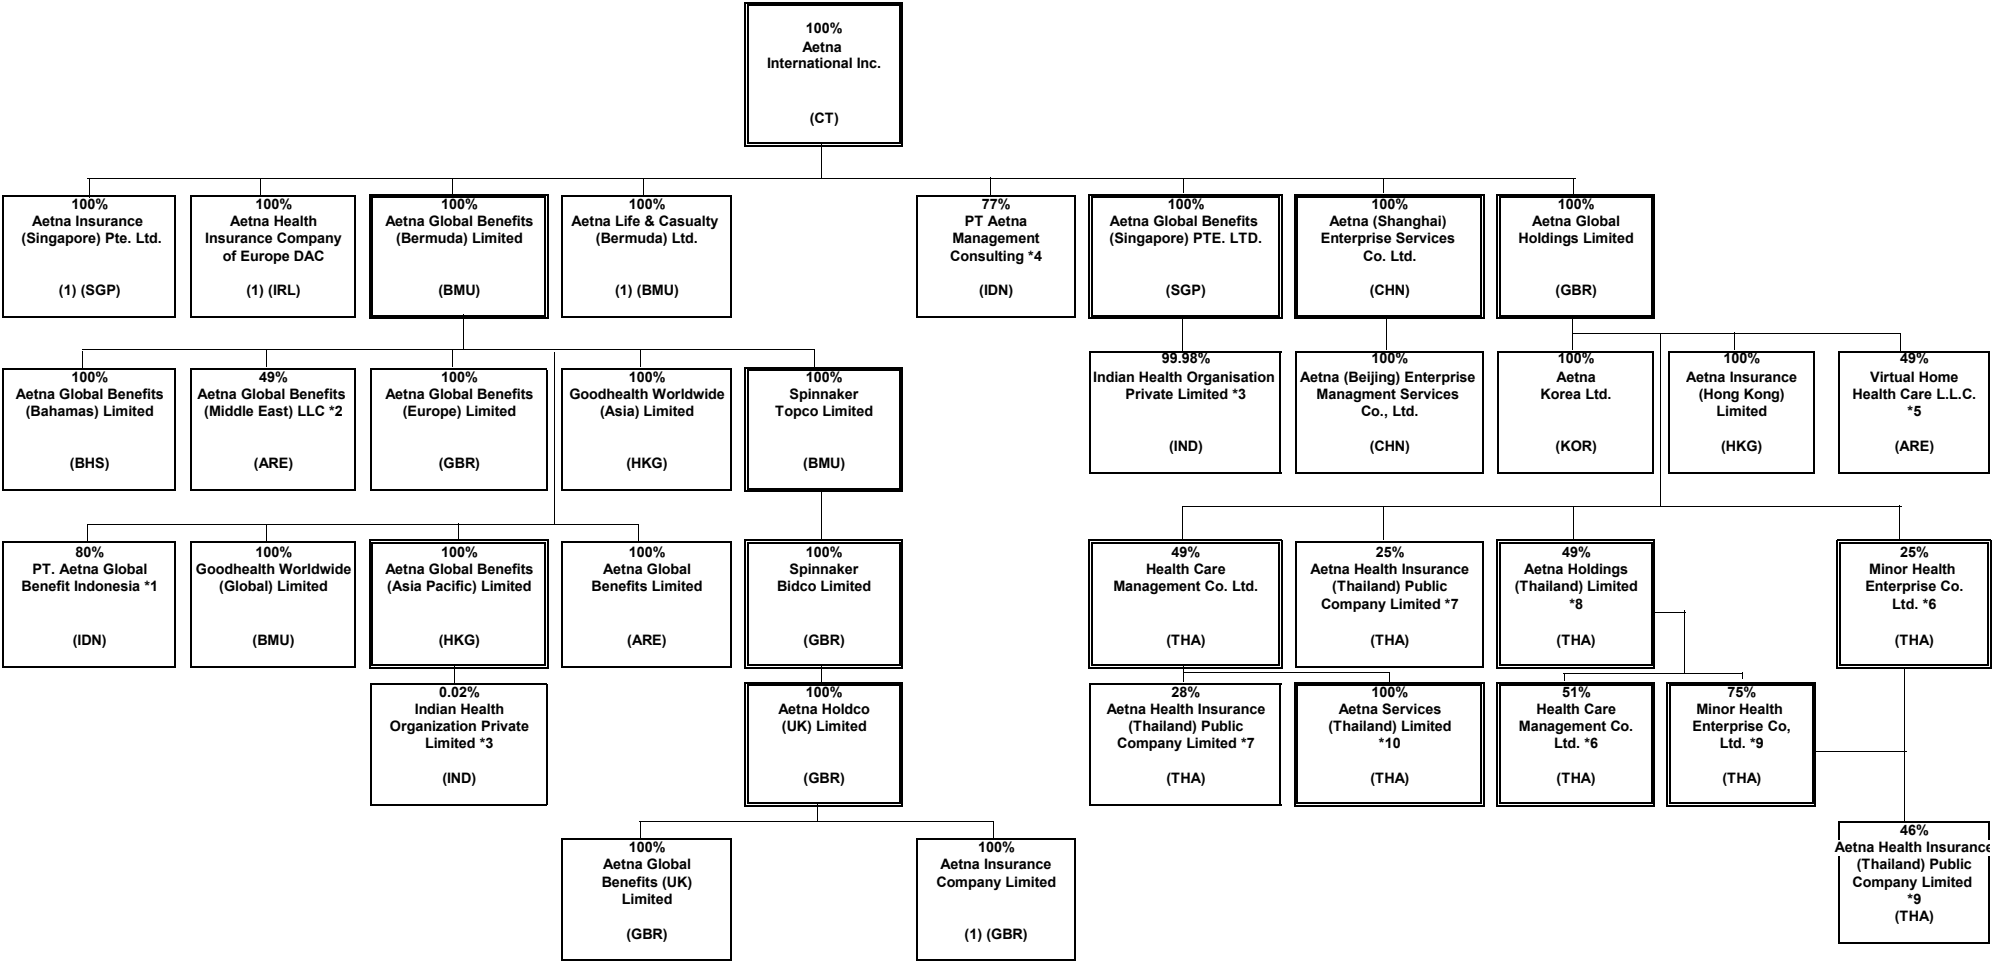 100%
Aetna
International Inc.
(CT)
100%
Aetna Insurance
(Singapore) Pte. Ltd.
(1) (SGP)
100%
Aetna Health
Insurance Company
of Europe DAC
(1) (IRL)
100%
Aetna Global Benefits
(Bermuda) Limited
(BMU)
100%
Aetna Life & Casualty
(Bermuda) Ltd.
(1) (BMU)
77%
PT Aetna
Management
Consulting *4
(IDN)
100%
Aetna Global Benefits
(Singapore) PTE. LTD.
(SGP)
100%
Aetna (Shanghai)
Enterprise Services
Co. Ltd.
(CHN)
100%
Aetna Global
Holdings Limited
(GBR)
100%
Aetna Global Benefits
(Bahamas) Limited
(BHS)
49%
Aetna Global Benefits
(Middle East) LLC *2
(ARE)
100%
Aetna Global Benefits
(Europe) Limited
(GBR)
100%
Goodhealth Worldwide
(Asia) Limited
(HKG)
100%
Spinnaker
Topco Limited
(BMU)
99.98%
Indian Health Organisation
Private Limited *3
(IND)
100%
Aetna (Beijing) Enterprise
Managment Services
Co., Ltd.
(CHN)
100%
Aetna
Korea Ltd.
(KOR)
100%
Aetna Insurance
(Hong Kong)
Limited
(HKG)
49%
Virtual Home
Health Care L.L.C.
*5
(ARE)
80%
PT. Aetna Global
Benefit Indonesia *1
(IDN)
100%
Goodhealth Worldwide
(Global) Limited
(BMU)
100%
Aetna Global Benefits
(Asia Pacific) Limited
(HKG)
100%
Aetna Global
Benefits Limited
(ARE)
100%
Spinnaker
Bidco Limited
(GBR)
49%
Health Care
Management Co. Ltd.
(THA)
25%
Aetna Health Insurance
(Thailand) Public
Company Limited *7
(THA)
49%
Aetna Holdings
(Thailand) Limited
*8
(THA)
25%
Minor Health
Enterprise Co.
Ltd. *6
(THA)
0.02%
Indian Health
Organization Private
Limited *3
(IND)
100%
Aetna Holdco
(UK) Limited
(GBR)
28%
Aetna Health Insurance
(Thailand) Public
Company Limited *7
(THA)
100%
Aetna Services
(Thailand) Limited
*10
(THA)
51%
Health Care
Management Co.
Ltd. *6
(THA)
75%
Minor Health
Enterprise Co,
Ltd. *9
(THA)
100%
Aetna Global
Benefits (UK)
Limited
(GBR)
100%
Aetna Insurance
Company Limited
(1) (GBR)
46%
Aetna Health Insurance
(Thailand) Public
Company Limited
*9
(THA)